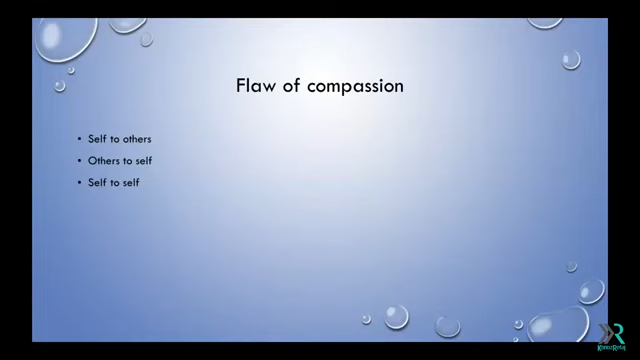 Flaw of compassion
• Self to others
• Others to self
• Self to self